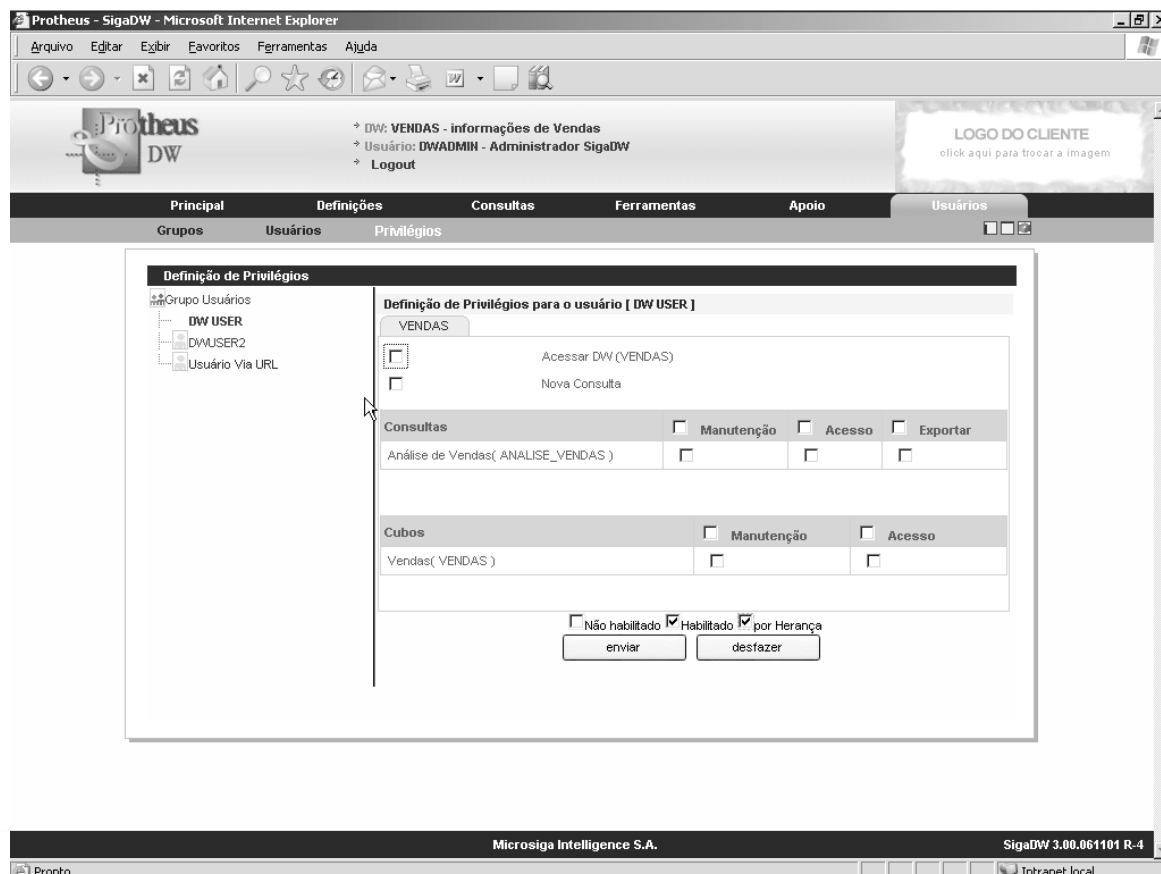 Protheus - SigaDW - Microsoft Internet Explorer
Arquivo Editar Exibir Favoritos Ferramentas Ajuda
Protheus
DW
DW: VENDAS - informações de Vendas
Usuário: DWADMIN - Administrador SigaDW
Logout
LOGO DO CLIENTE
click aqui para trocar a imagem
Principal Definições Consultas Ferramentas Apoio Usuários
Grupos Usuários Privilégios
Definição de Privilégios
Grupo Usuários
DW USER
DWUSER2
Usuário Via URL
Definição de Privilégios para o usuário [ DW USER ]
VENDAS
Acessar DW (VENDAS)
Nova Consulta
Consultas Manutenção Acesso Exportar
Análise de Vendas( ANALISE_VENDAS )
Cubos Manutenção Acesso
Vendas( VENDAS )
Não habilitado Habilitado por Herança
enviar desfazer
Microsiga Intelligence S.A.
SigaDW 3.00.061101 R-4
Pronto
Intranet local